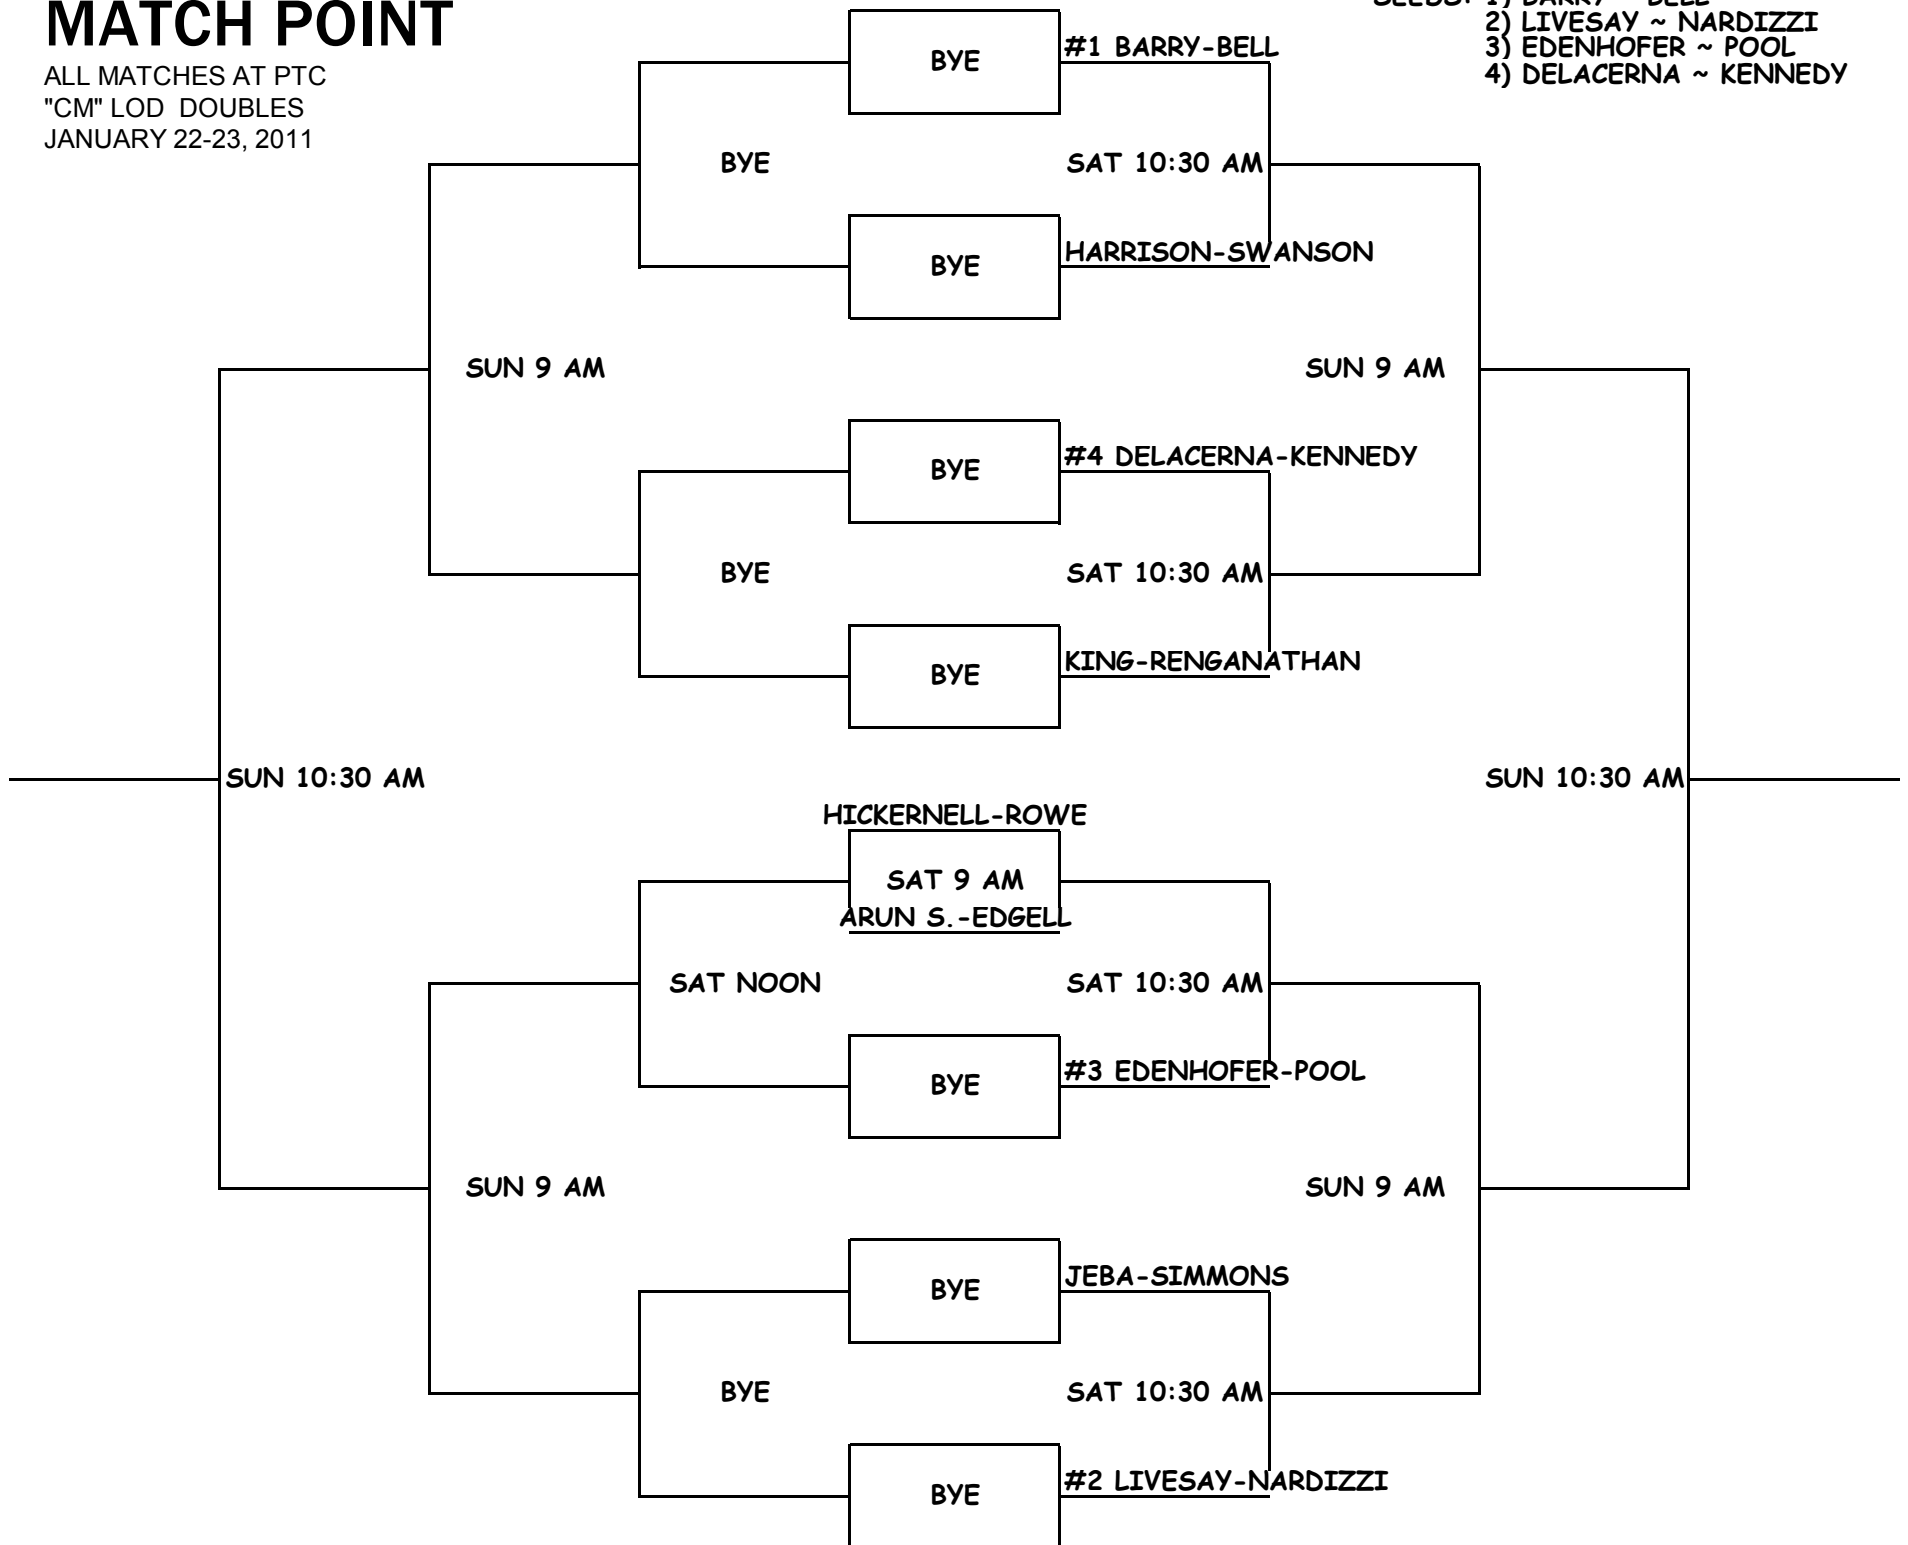 MATCH POINT
ALL MATCHES AT PTC
"CM" LOD DOUBLES
JANUARY 22-23, 2011
SEEDS: 1) BARRY ~ BELL
2) LIVESAY ~ NARDIZZI
3) EDENHOFER ~ POOL
4) DELACERNA ~ KENNEDY
BYE
#1 BARRY-BELL
BYE
SAT 10:30 AM
BYE
HARRISON-SWANSON
SUN 9 AM
SUN 9 AM
BYE
#4 DELACERNA-KENNEDY
BYE
SAT 10:30 AM
BYE
KING-RENGANATHAN
SUN 10:30 AM
SUN 10:30 AM
HICKERNELL-ROWE
SAT 9 AM
ARUN S.-EDGELL
SAT NOON
SAT 10:30 AM
BYE
#3 EDENHOFER-POOL
SUN 9 AM
SUN 9 AM
BYE
JEBA-SIMMONS
BYE
SAT 10:30 AM
BYE
#2 LIVESAY-NARDIZZI